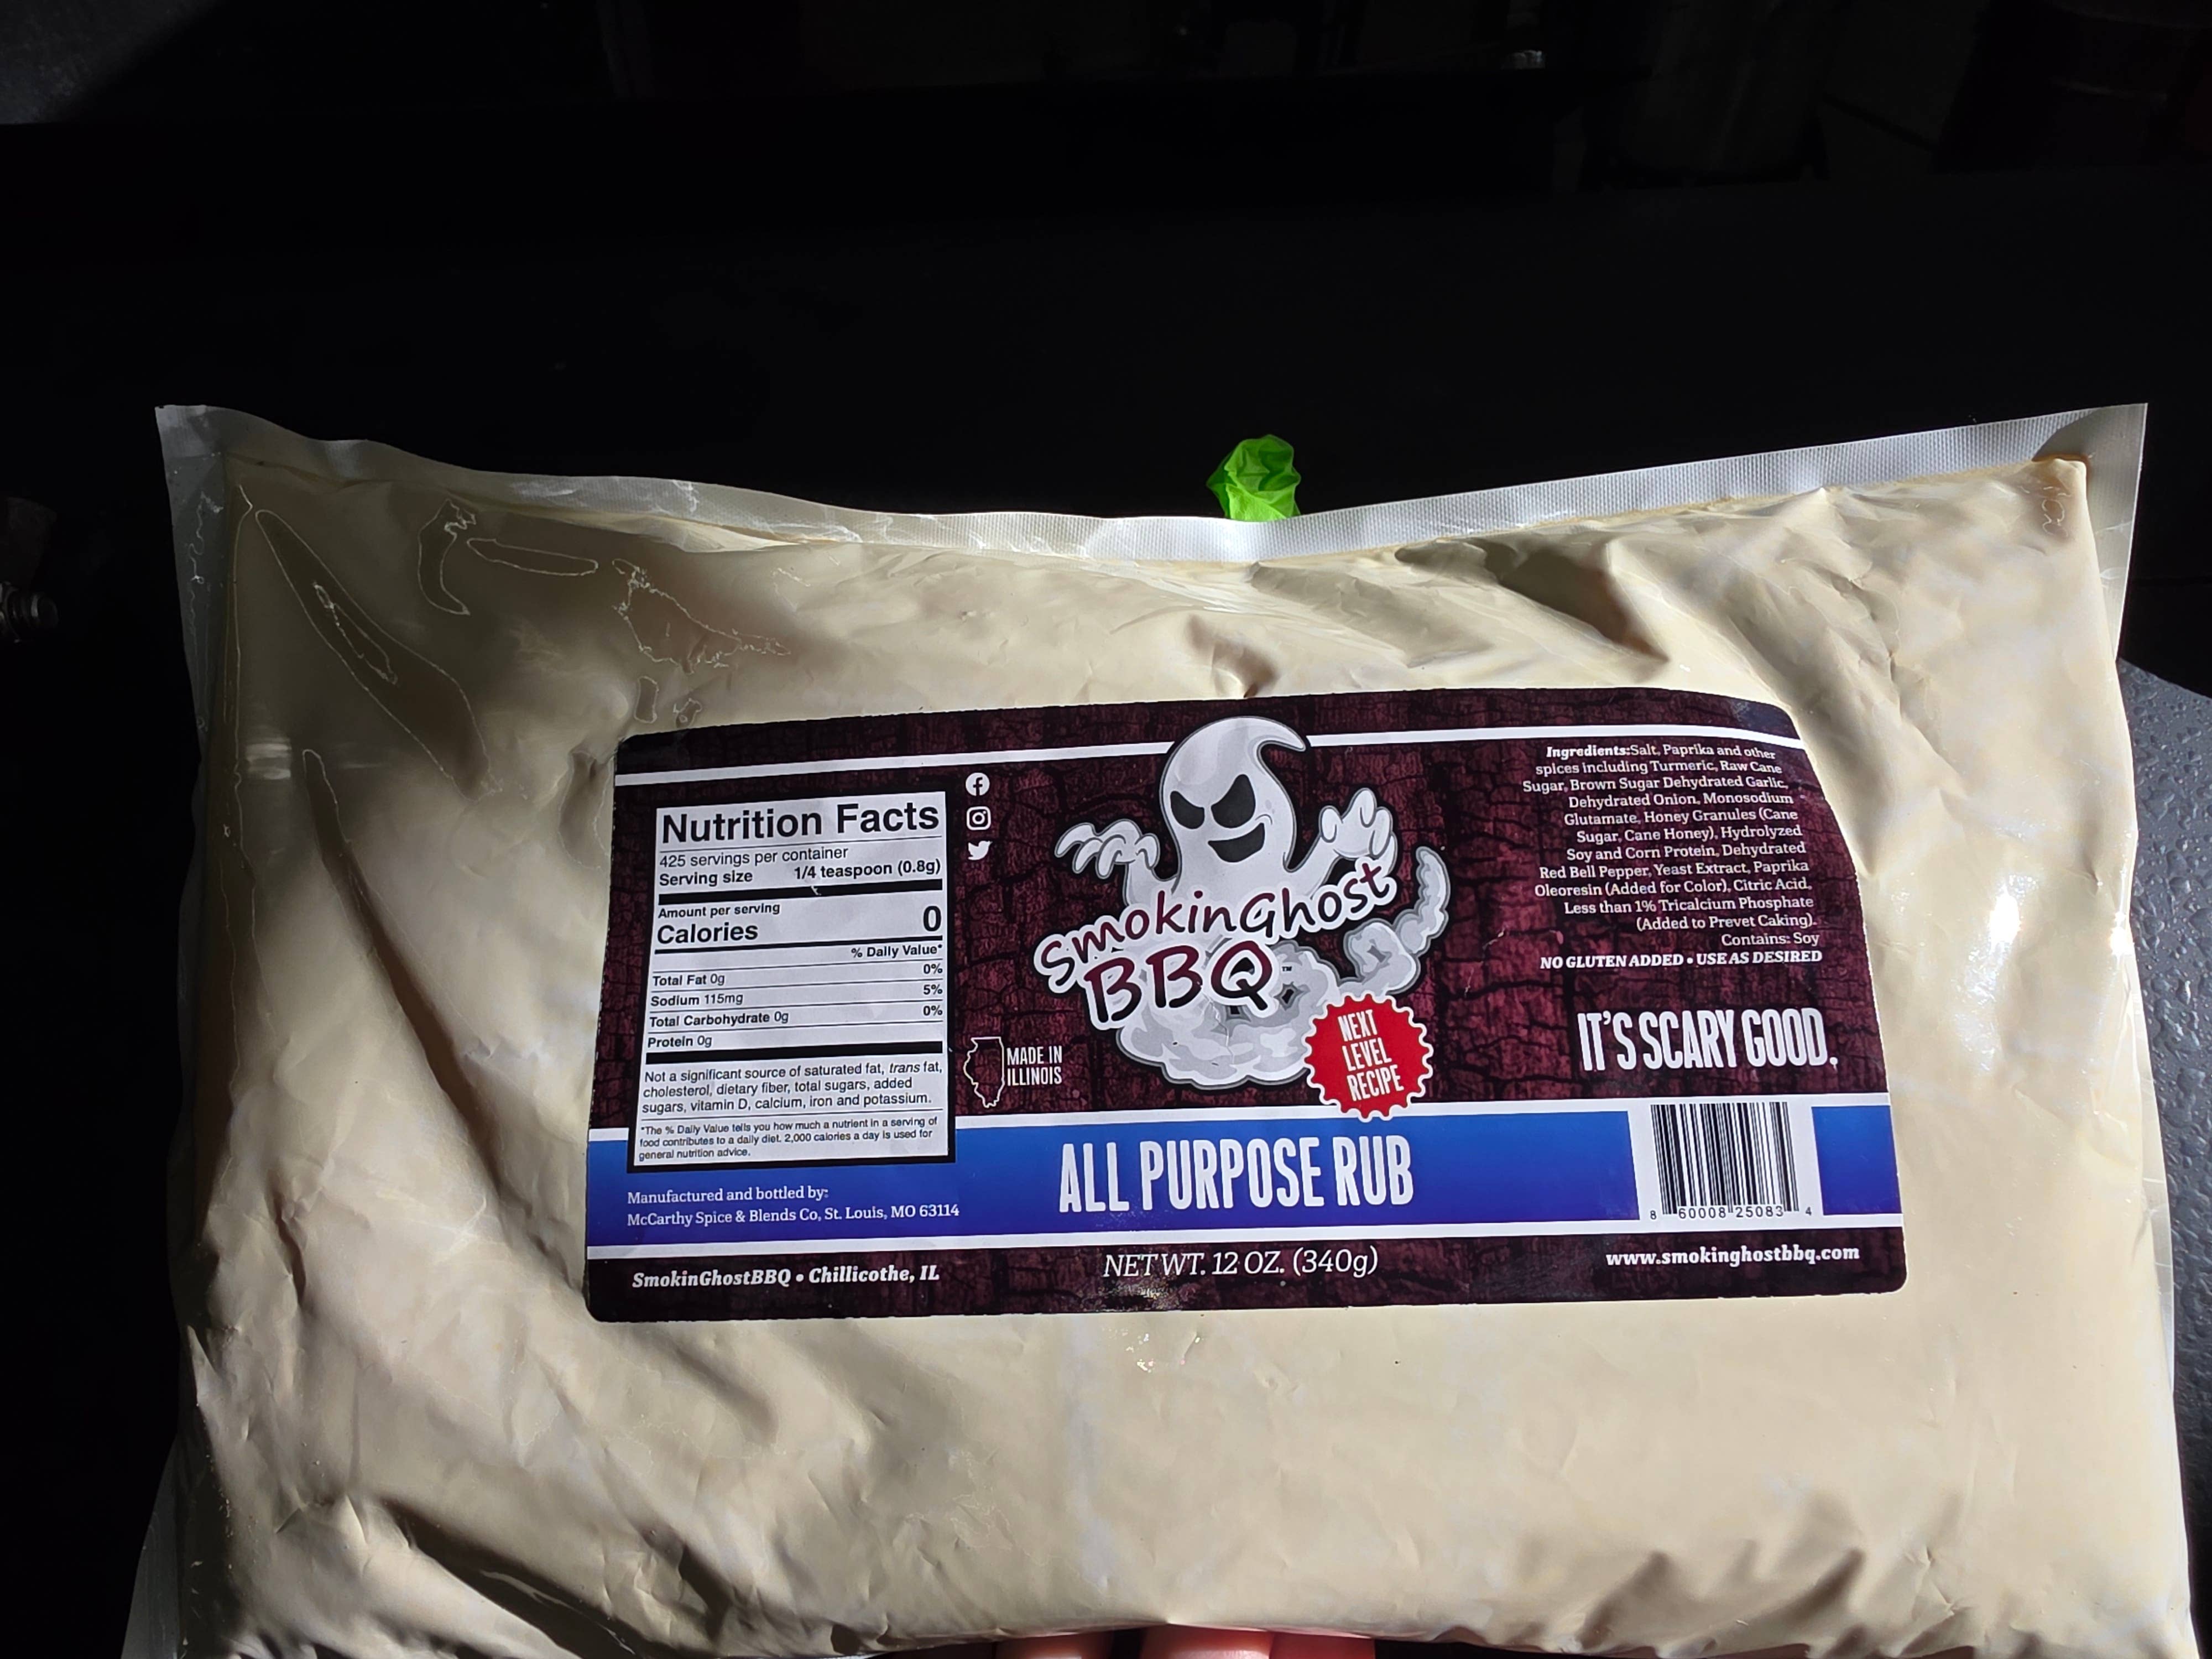 Nutrition Facts
425 servings per container
Serving size 1/4 teaspoon (0.8g)
Amount per serving
Calories 0
% Daily Value*
Total Fat 0g 0%
Sodium 115mg 5%
Total Carbohydrate 0g 0%
Protein 0g
Not a significant source of saturated fat, trans fat,
cholesterol, dietary fiber, total sugars, added
sugars, vitamin D, calcium, iron and potassium.
*The % Daily Value tells you how much a nutrient in a serving of
food contributes to a daily diet. 2,000 calories a day is used for
general nutrition advice.
Manufactured and bottled by:
McCarthy Spice & Blends Co, St. Louis, MO 63114
SmokinGhostBBQ • Chillicothe, IL
MADE IN
ILLINOIS
SmokinGhost
BBQ™
NEXT
LEVEL
RECIPE
ALL PURPOSE RUB
NET WT. 12 OZ. (340g)
Ingredients:Salt, Paprika and other
spices including Turmeric, Raw Cane
Sugar, Brown Sugar Dehydrated Garlic,
Dehydrated Onion, Monosodium
Glutamate, Honey Granules (Cane
Sugar, Cane Honey), Hydrolyzed
Soy and Corn Protein, Dehydrated
Red Bell Pepper, Yeast Extract, Paprika
Oleoresin (Added for Color), Citric Acid,
Less than 1% Tricalcium Phosphate
(Added to Prevet Caking).
Contains: Soy
NO GLUTEN ADDED • USE AS DESIRED
IT'S SCARY GOOD.
8 60008 25083 4
www.smokinghostbbq.com